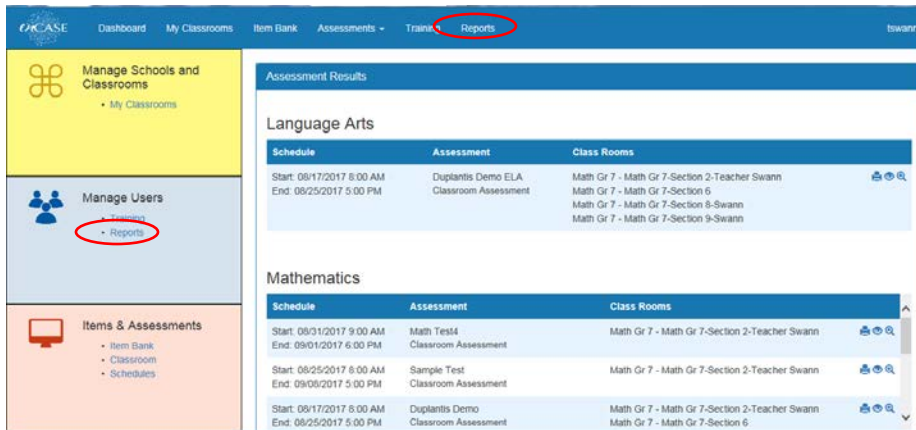 OnCASE Dashboard My Classrooms Item Bank Assessments Training Reports tswann
Manage Schools and
Classrooms
• My Classrooms
Manage Users
• Training
• Reports
Items & Assessments
• Item Bank
• Classroom
• Schedules
Assessment Results
Language Arts
Schedule Assessment Class Rooms
Start: 08/17/2017 8:00 AM Duplantis Demo ELA Math Gr 7 - Math Gr 7-Section 2-Teacher Swann
End: 08/25/2017 5:00 PM Classroom Assessment Math Gr 7 - Math Gr 7-Section 6
Math Gr 7 - Math Gr 7-Section 8-Swann
Math Gr 7 - Math Gr 7-Section 9-Swann
Mathematics
Schedule Assessment Class Rooms
Start: 08/31/2017 9:00 AM Math Test4 Math Gr 7 - Math Gr 7-Section 2-Teacher Swann
End: 09/01/2017 6:00 PM Classroom Assessment
Start: 08/25/2017 8:00 AM Sample Test Math Gr 7 - Math Gr 7-Section 2-Teacher Swann
End: 09/08/2017 5:00 PM Classroom Assessment
Start: 08/17/2017 8:00 AM Duplantis Demo Math Gr 7 - Math Gr 7-Section 2-Teacher Swann
End: 08/25/2017 5:00 PM Classroom Assessment Math Gr 7 - Math Gr 7-Section 6